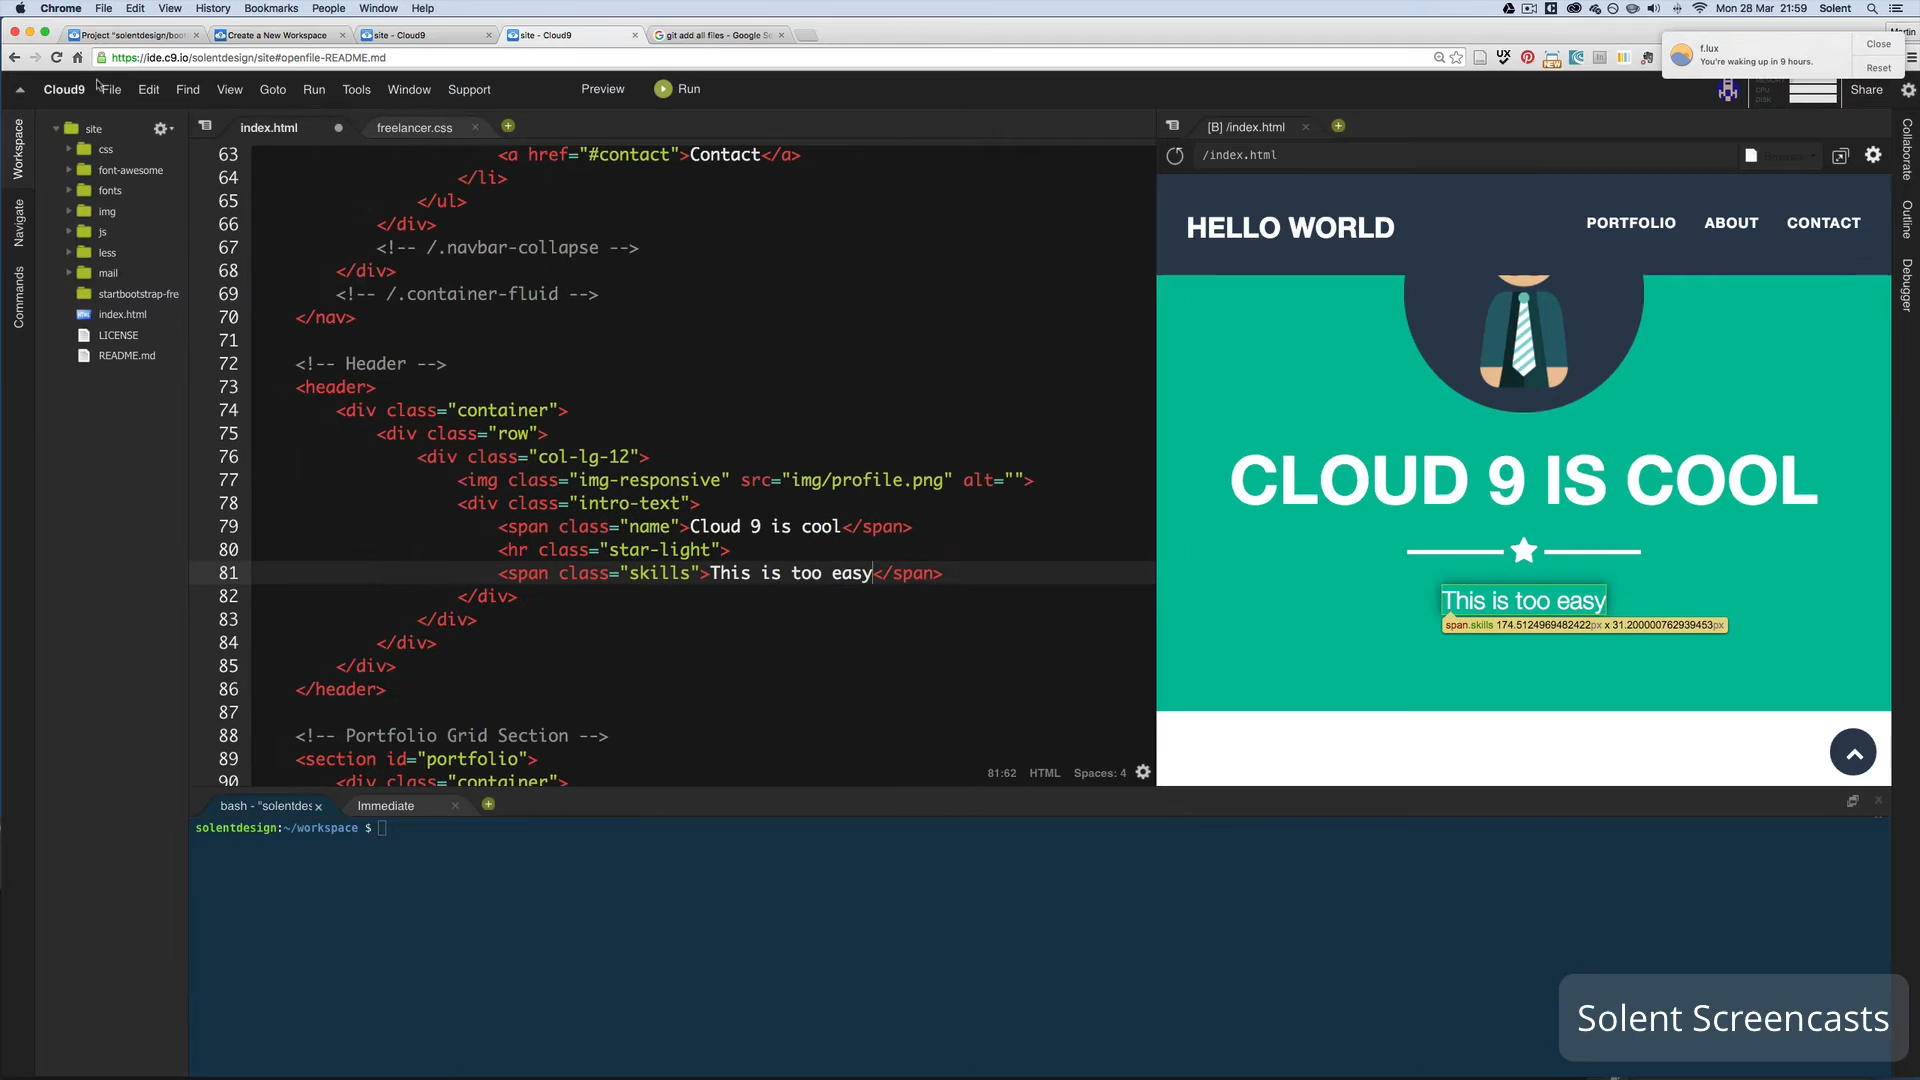 Chrome File Edit View History Bookmarks People Window Help Mon 28 Mar 21:59 Solent
Project "solentdesign/boo Create a New Workspace site - Cloud9 site - Cloud9 git add all files - Google Se
https://ide.c9.io/solentdesign/site#openfile-README.md
f.lux
You're waking up in 9 hours.
Close
Reset
Cloud9 File Edit Find View Goto Run Tools Window Support Preview Run CPU DISK Share
index.html freelancer.css [B] /index.html
/index.html
Workspace
Navigate
Commands
site
css
font-awesome
fonts
img
js
less
mail
startbootstrap-fre
index.html
LICENSE
README.md
63 <a href="#contact">Contact</a>
64 </li>
65 </ul>
66 </div>
67 <!-- /.navbar-collapse -->
68 </div>
69 <!-- /.container-fluid -->
70 </nav>
71
72 <!-- Header -->
73 <header>
74 <div class="container">
75 <div class="row">
76 <div class="col-lg-12">
77 <img class="img-responsive" src="img/profile.png" alt="">
78 <div class="intro-text">
79 <span class="name">Cloud 9 is cool</span>
80 <hr class="star-light">
81 <span class="skills">This is too easy</span>
82 </div>
83 </div>
84 </div>
85 </div>
86 </header>
87
88 <!-- Portfolio Grid Section -->
89 <section id="portfolio">
90 <div class="container">
81:62 HTML Spaces: 4
HELLO WORLD PORTFOLIO ABOUT CONTACT
CLOUD 9 IS COOL
This is too easy
span.skills 174.5124969482422px x 31.200000762939453px
Collaborate
Outline
Debugger
bash - "solentdes Immediate
solentdesign:~/workspace $
Solent Screencasts